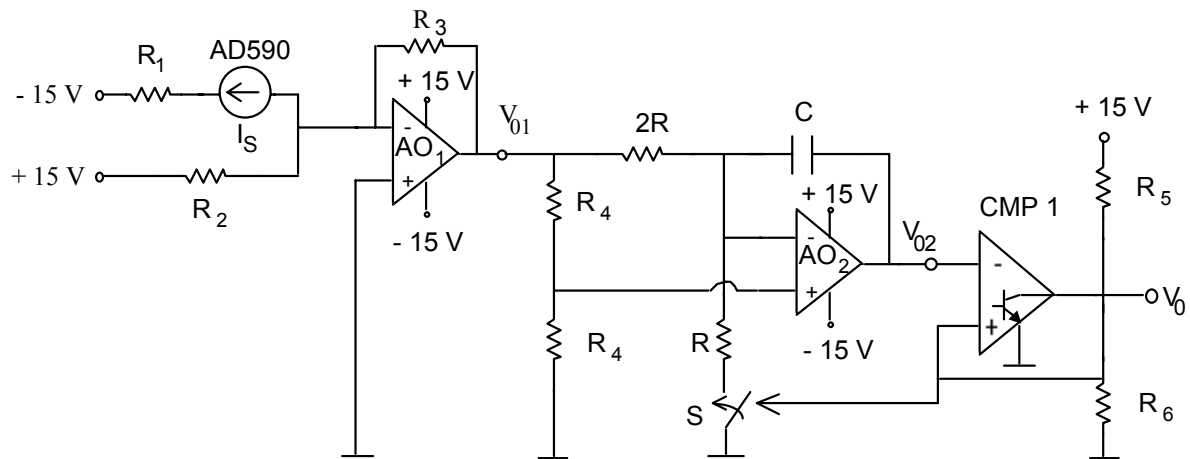 R3
AD590
R1
- 15 V
+ 15 V
C
IS
V01
2R
+ 15 V
AO1
-
+
+ 15 V
R2
R4
+ 15 V
CMP 1
R5
- 15 V
-
AO2
+
V02
-
+
V0
R4
R
- 15 V
S
R6